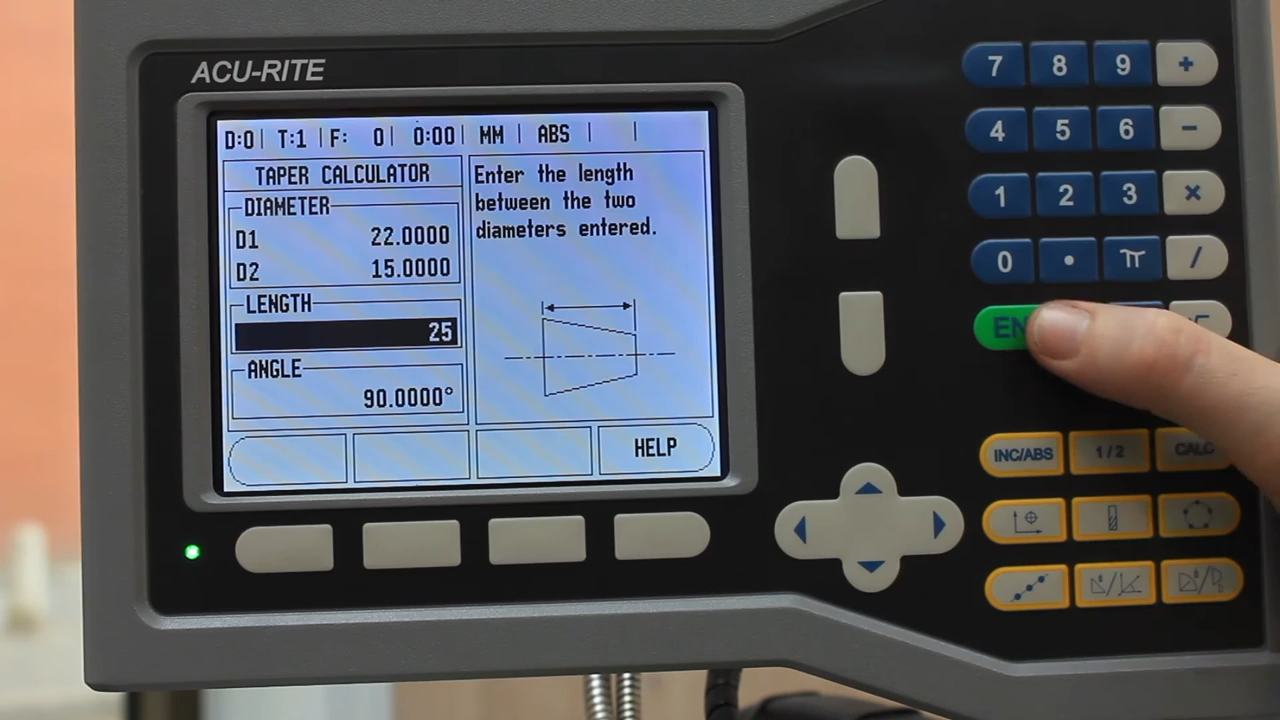 ACU-RITE
D:0| T:1 |F: 0| 0:00| MM | ABS | |
TAPER CALCULATOR
DIAMETER
D1 22.0000
D2 15.0000
LENGTH
25
ANGLE
90.0000°
Enter the length
between the two
diameters entered.
HELP
7 8 9 +
4 5 6 -
1 2 3 ×
0 . π /
INC/ABS 1/2 CALC